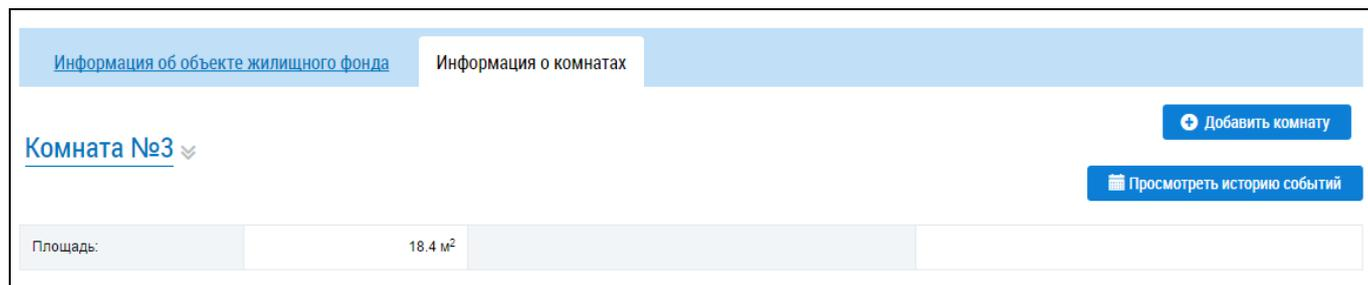 Информация об объекте жилищного фонда
Информация о комнатах
Добавить комнату
Комната №3
Просмотреть историю событий
Площадь:
18.4 м²